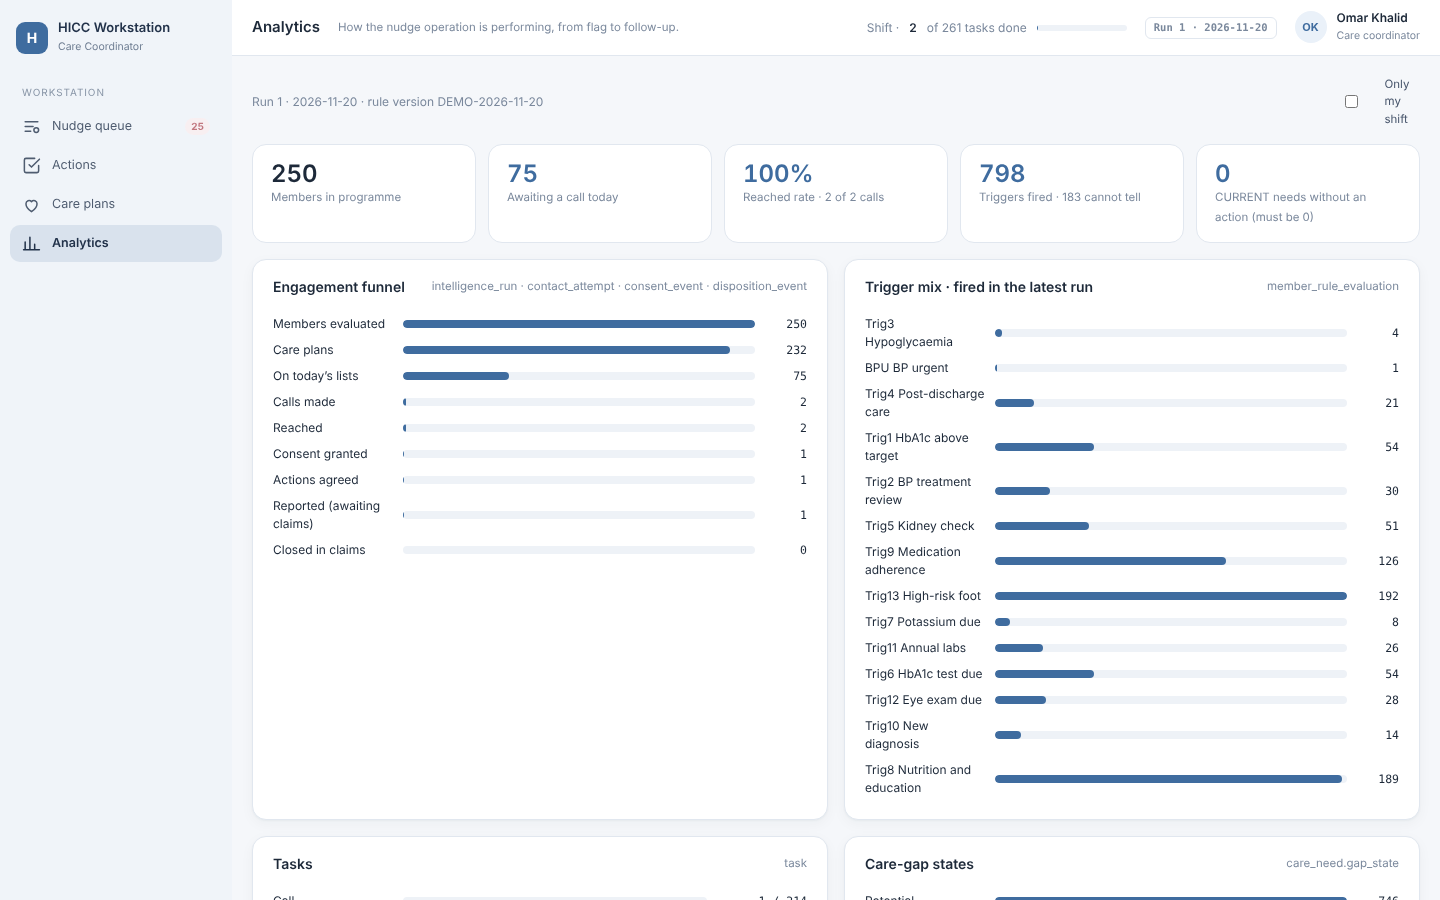 H
HICC Workstation
Care Coordinator
WORKSTATION
Nudge queue 25
Actions
Care plans
Analytics
Analytics How the nudge operation is performing, from flag to follow-up.
Shift · 2 of 261 tasks done
Run 1 · 2026-11-20
OK
Omar Khalid
Care coordinator
Run 1 · 2026-11-20 · rule version DEMO-2026-11-20
Only
my
shift
250
Members in programme
75
Awaiting a call today
100%
Reached rate · 2 of 2 calls
798
Triggers fired · 183 cannot tell
0
CURRENT needs without an
action (must be 0)
Engagement funnel intelligence_run · contact_attempt · consent_event · disposition_event
Members evaluated 250
Care plans 232
On today’s lists 75
Calls made 2
Reached 2
Consent granted 1
Actions agreed 1
Reported (awaiting
claims) 1
Closed in claims 0
Trigger mix · fired in the latest run member_rule_evaluation
Trig3
Hypoglycaemia 4
BPU BP urgent 1
Trig4 Post-discharge
care 21
Trig1 HbA1c above
target 54
Trig2 BP treatment
review 30
Trig5 Kidney check 51
Trig9 Medication
adherence 126
Trig13 High-risk foot 192
Trig7 Potassium due 8
Trig11 Annual labs 26
Trig6 HbA1c test due 54
Trig12 Eye exam due 28
Trig10 New
diagnosis 14
Trig8 Nutrition and
education 189
Tasks task
Care-gap states care_need.gap_state